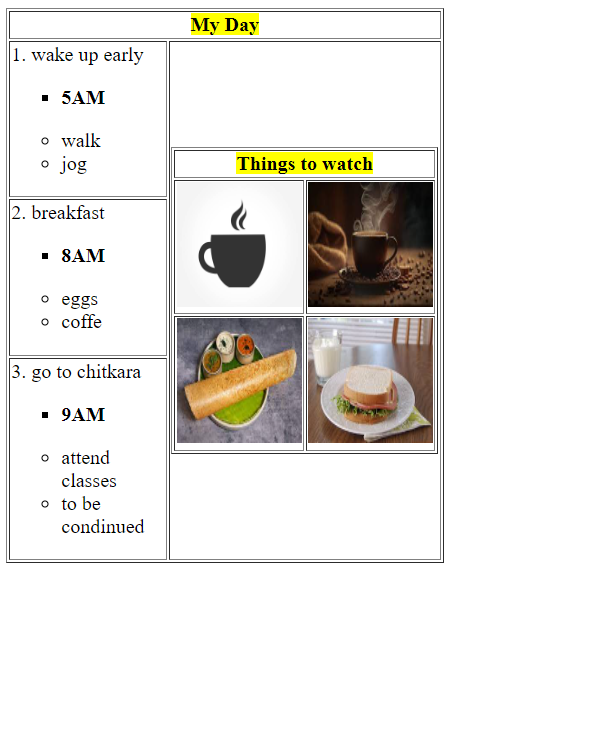 My Day
1. wake up early
5AM
walk
jog
2. breakfast
8AM
eggs
coffe
3. go to chitkara
9AM
attend
classes
to be
condinued
Things to watch